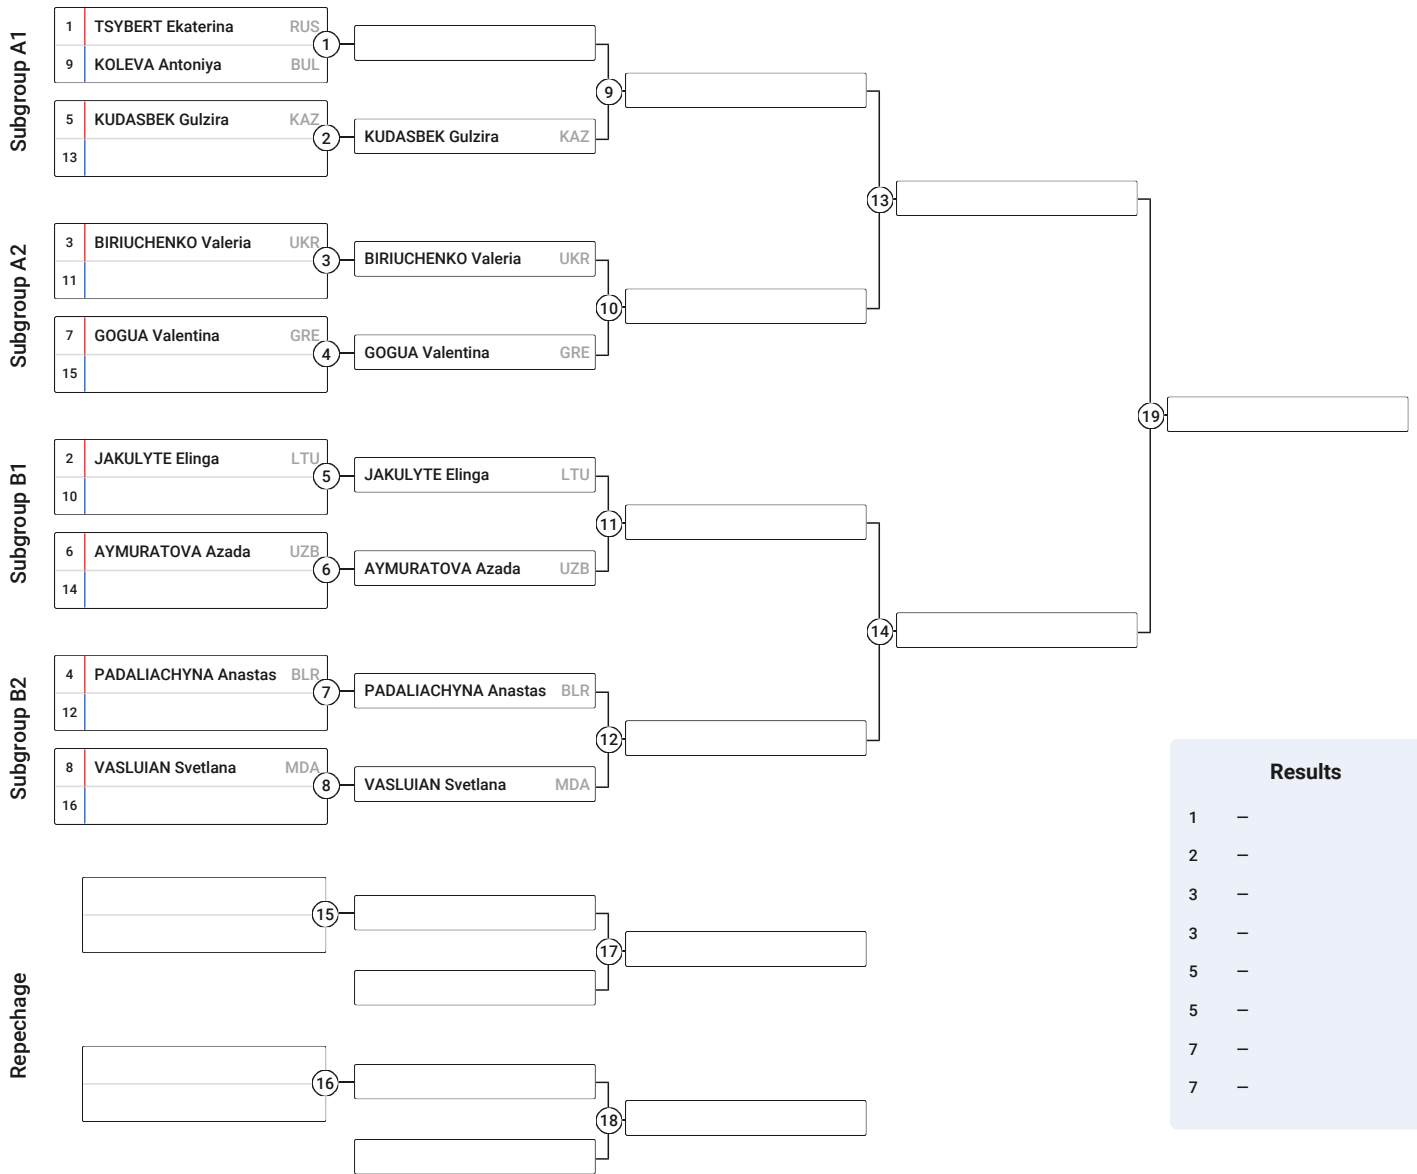 Subgroup A1
1 TSYBERT Ekaterina RUS
9 KOLEVA Antoniya BUL
1
5 KUDASBEK Gulzira KAZ
13
2
KUDASBEK Gulzira KAZ
9
Subgroup A2
3 BIRIUCHENKO Valeria UKR
11
3
BIRIUCHENKO Valeria UKR
7 GOGUA Valentina GRE
15
4
GOGUA Valentina GRE
10
13
Subgroup B1
2 JAKULYTE Elinga LTU
10
5
JAKULYTE Elinga LTU
6 AYMURATOVA Azada UZB
14
6
AYMURATOVA Azada UZB
11
Subgroup B2
4 PADALIACHYNA Anastas BLR
12
7
PADALIACHYNA Anastas BLR
8 VASLUIAN Svetlana MDA
16
8
VASLUIAN Svetlana MDA
12
14
19
Repechage
15
17
16
18
Results
1 –
2 –
3 –
3 –
5 –
5 –
7 –
7 –